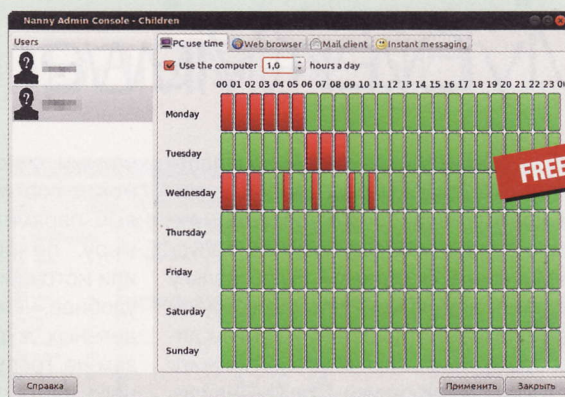 Nanny Admin Console - Children
Users
PC use time Web browser Mail client Instant messaging
Use the computer 1,0 hours a day
00 01 02 03 04 05 06 07 08 09 10 11 12 13 14 15 16 17 18 19 20 21 22 23 00
Monday
Tuesday
Wednesday
Thursday
Friday
Saturday
Sunday
FREE
Справка Применить Закрыть